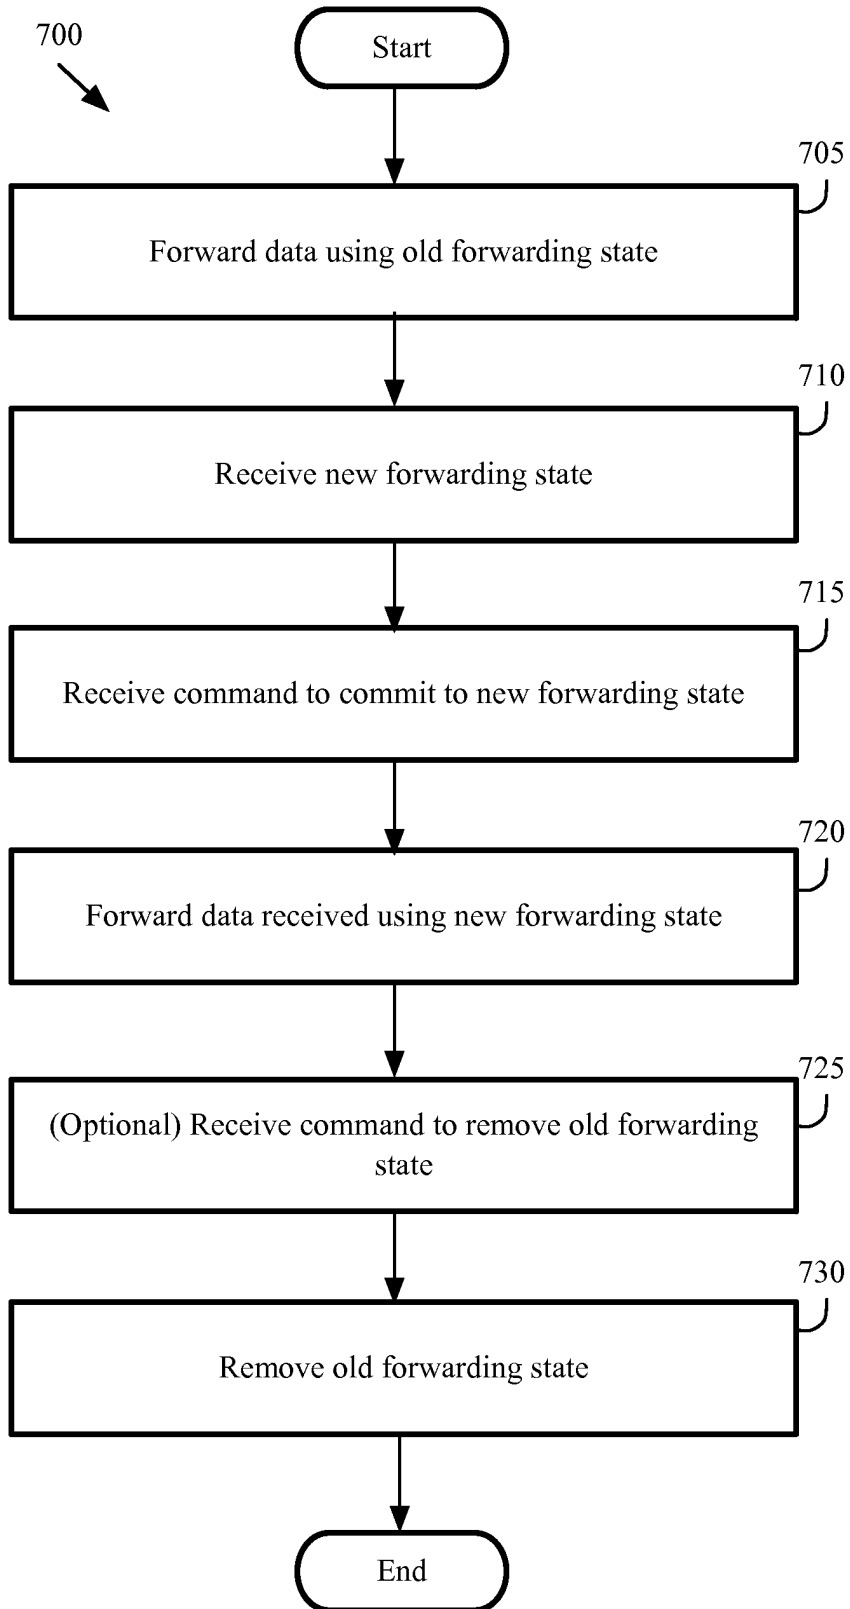 700
Start
705
Forward data using old forwarding state
710
Receive new forwarding state
715
Receive command to commit to new forwarding state
720
Forward data received using new forwarding state
725
(Optional) Receive command to remove old forwarding
state
730
Remove old forwarding state
End